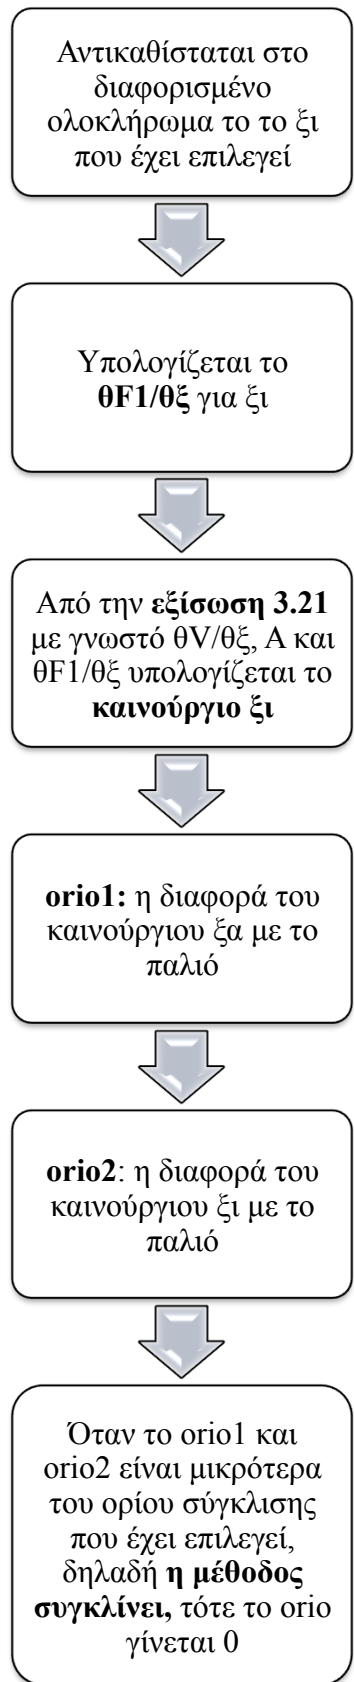 Αντικαθίσταται στο
διαφορισμένο
ολοκλήρωμα το το ξι
που έχει επιλεγεί
Υπολογίζεται το
θF1/θξ για ξι
Από την εξίσωση 3.21
με γνωστό θV/θξ, Α και
θF1/θξ υπολογίζεται το
καινούργιο ξι
orio1: η διαφορά του
καινούργιου ξα με το
παλιό
orio2: η διαφορά του
καινούργιου ξι με το
παλιό
Όταν το orio1 και
orio2 είναι μικρότερα
του ορίου σύγκλισης
που έχει επιλεγεί,
δηλαδή η μέθοδος
συγκλίνει, τότε το orio
γίνεται 0